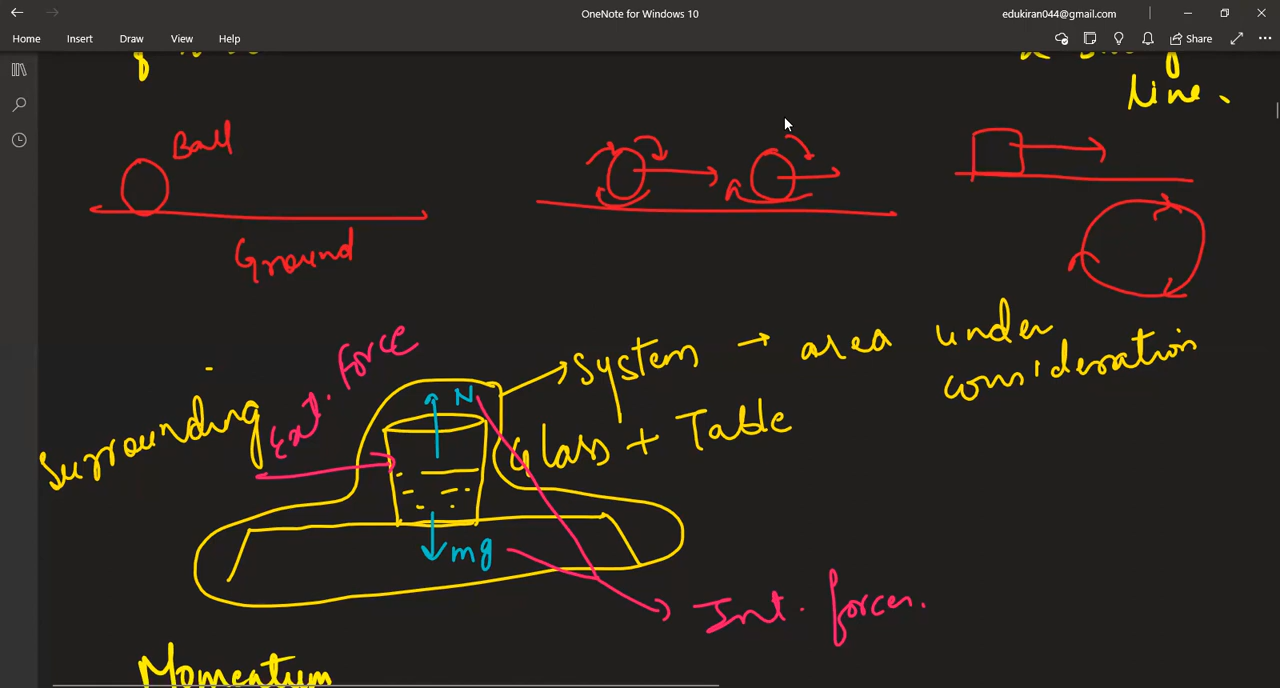 OneNote for Windows 10
edukiran044@gmail.com
Home Insert Draw View Help
Share
line.
Ball
Ground
System → area under
consideration
Glass + Table
Surrounding
Ext. force
N
mg
Int. forces.
Momentum